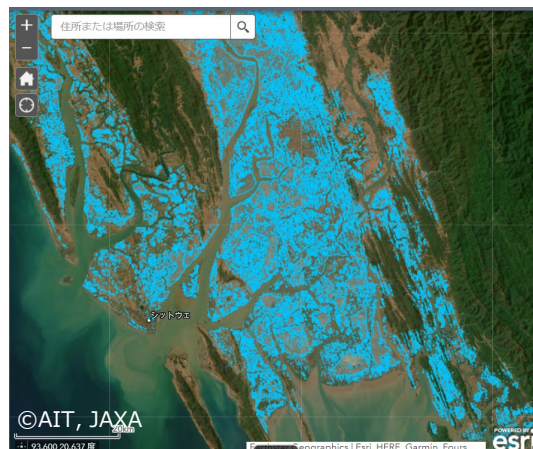 +
住所または場所の検索
−
シットウェ
©AIT, JAXA
20km
93.600 20.637 度
Earthstar Geographics | Esri, HERE, Garmin, Fours
POWERED BY
esri